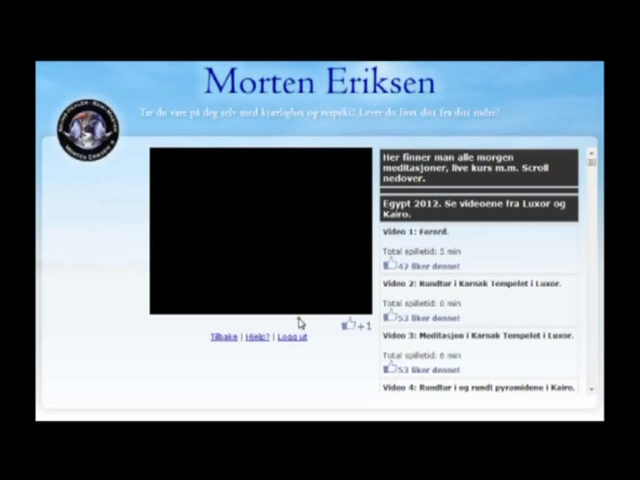 Morten Eriksen
Tar du vare på deg selv med kjærlighet og respekt? Lever du livet ditt fra ditt indre?
MORTEN ERIKSEN
Her finner man alle morgen
meditasjoner, live kurs m.m. Scroll
nedover.
Egypt 2012. Se videoene fra Luxor og
Kairo.
Video 1: Forord.
Total spilletid: 5 min
42 liker denne!
Video 2: Rundtur i Karnak Tempelet i Luxor.
Total spilletid: 6 min
53 liker denne!
Video 3: Meditasjon i Karnak Tempelet i Luxor.
Total spilletid: 6 min
53 liker denne!
Video 4: Rundtur i og rundt pyramidene i Kairo.
+1
Tilbake | Hjelp? | Logg ut